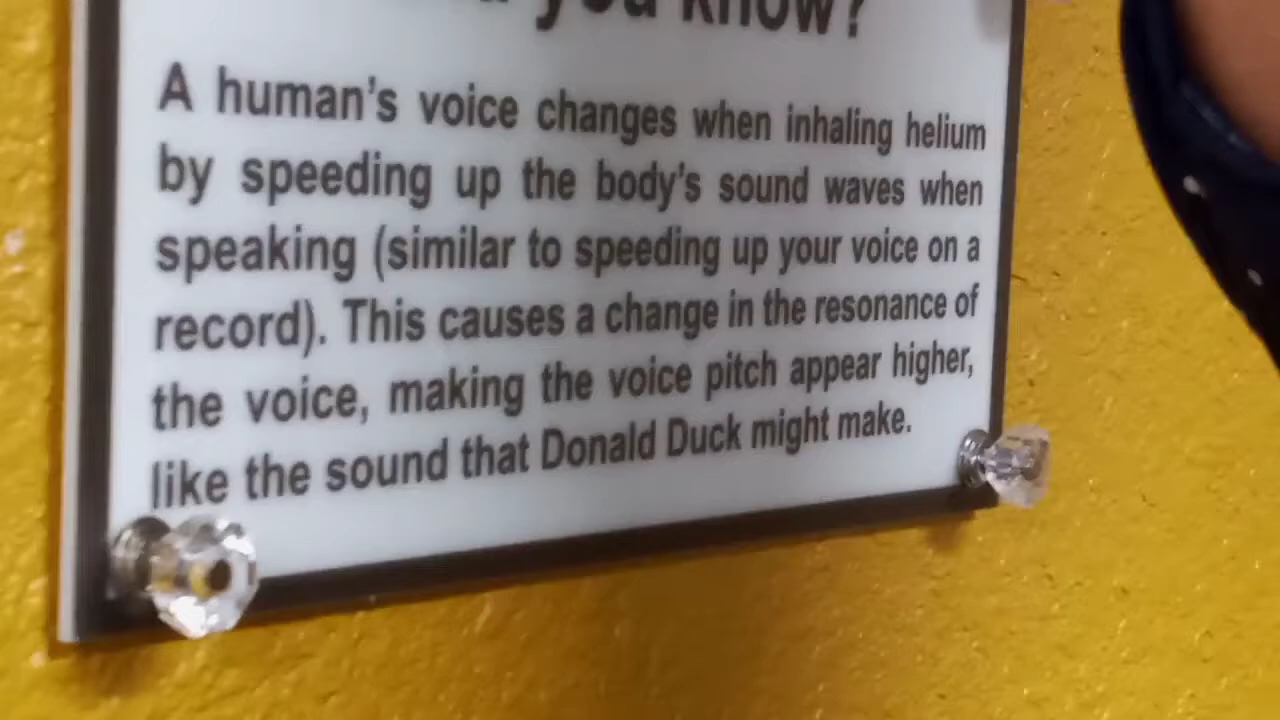 you know?
A human's voice changes when inhaling helium
by speeding up the body's sound waves when
speaking (similar to speeding up your voice on a
record). This causes a change in the resonance of
the voice, making the voice pitch appear higher,
like the sound that Donald Duck might make.